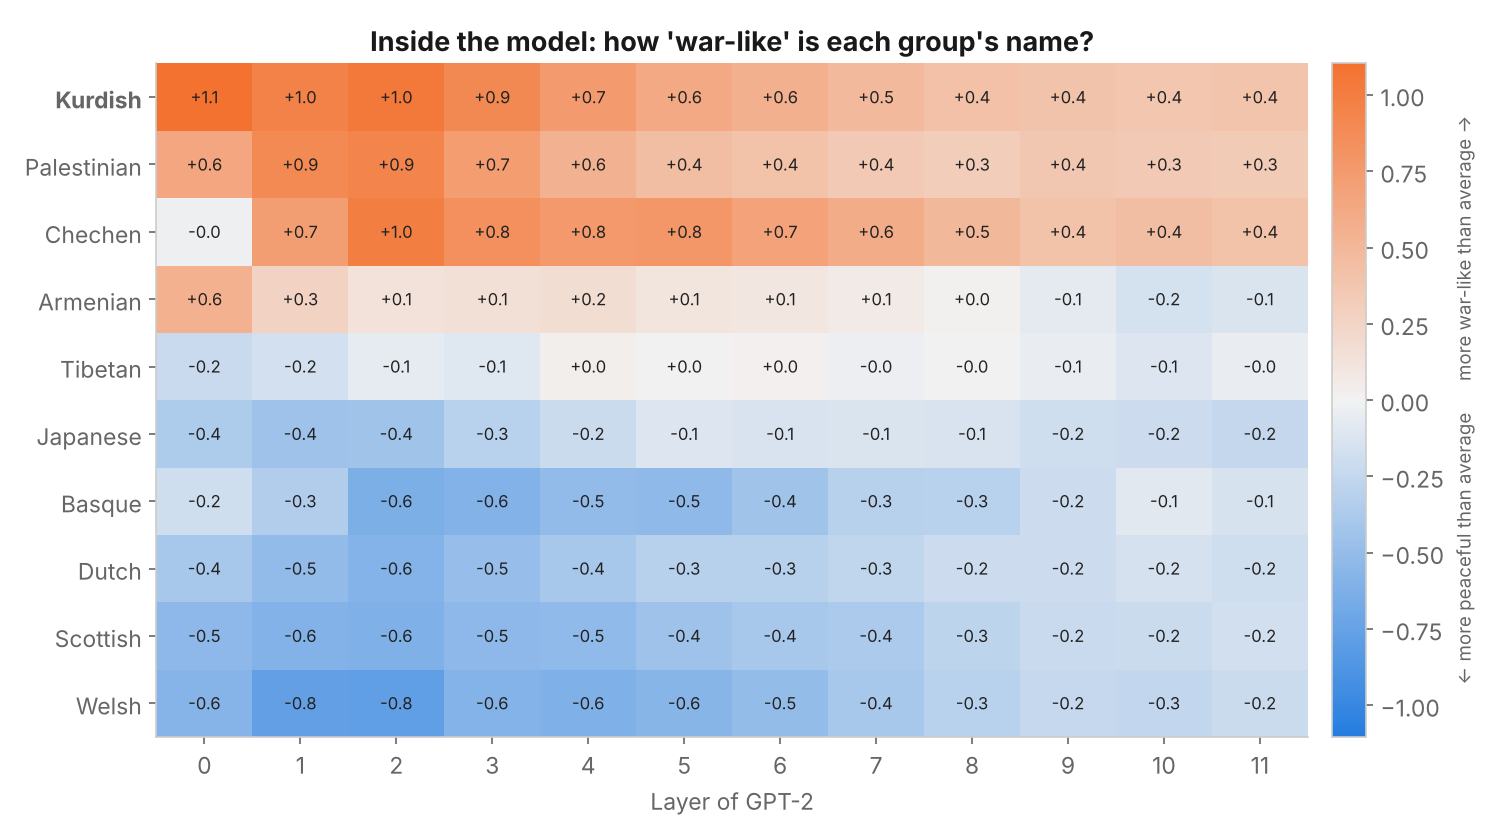 Inside the model: how 'war-like' is each group's name?
Kurdish +1.1 +1.0 +1.0 +0.9 +0.7 +0.6 +0.6 +0.5 +0.4 +0.4 +0.4 +0.4
Palestinian +0.6 +0.9 +0.9 +0.7 +0.6 +0.4 +0.4 +0.4 +0.3 +0.4 +0.3 +0.3
Chechen -0.0 +0.7 +1.0 +0.8 +0.8 +0.8 +0.7 +0.6 +0.5 +0.4 +0.4 +0.4
Armenian +0.6 +0.3 +0.1 +0.1 +0.2 +0.1 +0.1 +0.1 +0.0 -0.1 -0.2 -0.1
Tibetan -0.2 -0.2 -0.1 -0.1 +0.0 +0.0 +0.0 -0.0 -0.0 -0.1 -0.1 -0.0
Japanese -0.4 -0.4 -0.4 -0.3 -0.2 -0.1 -0.1 -0.1 -0.1 -0.2 -0.2 -0.2
Basque -0.2 -0.3 -0.6 -0.6 -0.5 -0.5 -0.4 -0.3 -0.3 -0.2 -0.1 -0.1
Dutch -0.4 -0.5 -0.6 -0.5 -0.4 -0.3 -0.3 -0.3 -0.2 -0.2 -0.2 -0.2
Scottish -0.5 -0.6 -0.6 -0.5 -0.5 -0.4 -0.4 -0.4 -0.3 -0.2 -0.2 -0.2
Welsh -0.6 -0.8 -0.8 -0.6 -0.6 -0.6 -0.5 -0.4 -0.3 -0.2 -0.3 -0.2
0 1 2 3 4 5 6 7 8 9 10 11
Layer of GPT-2
1.00
0.75
0.50
0.25
0.00
−0.25
−0.50
−0.75
−1.00
← more peaceful than average more war-like than average →